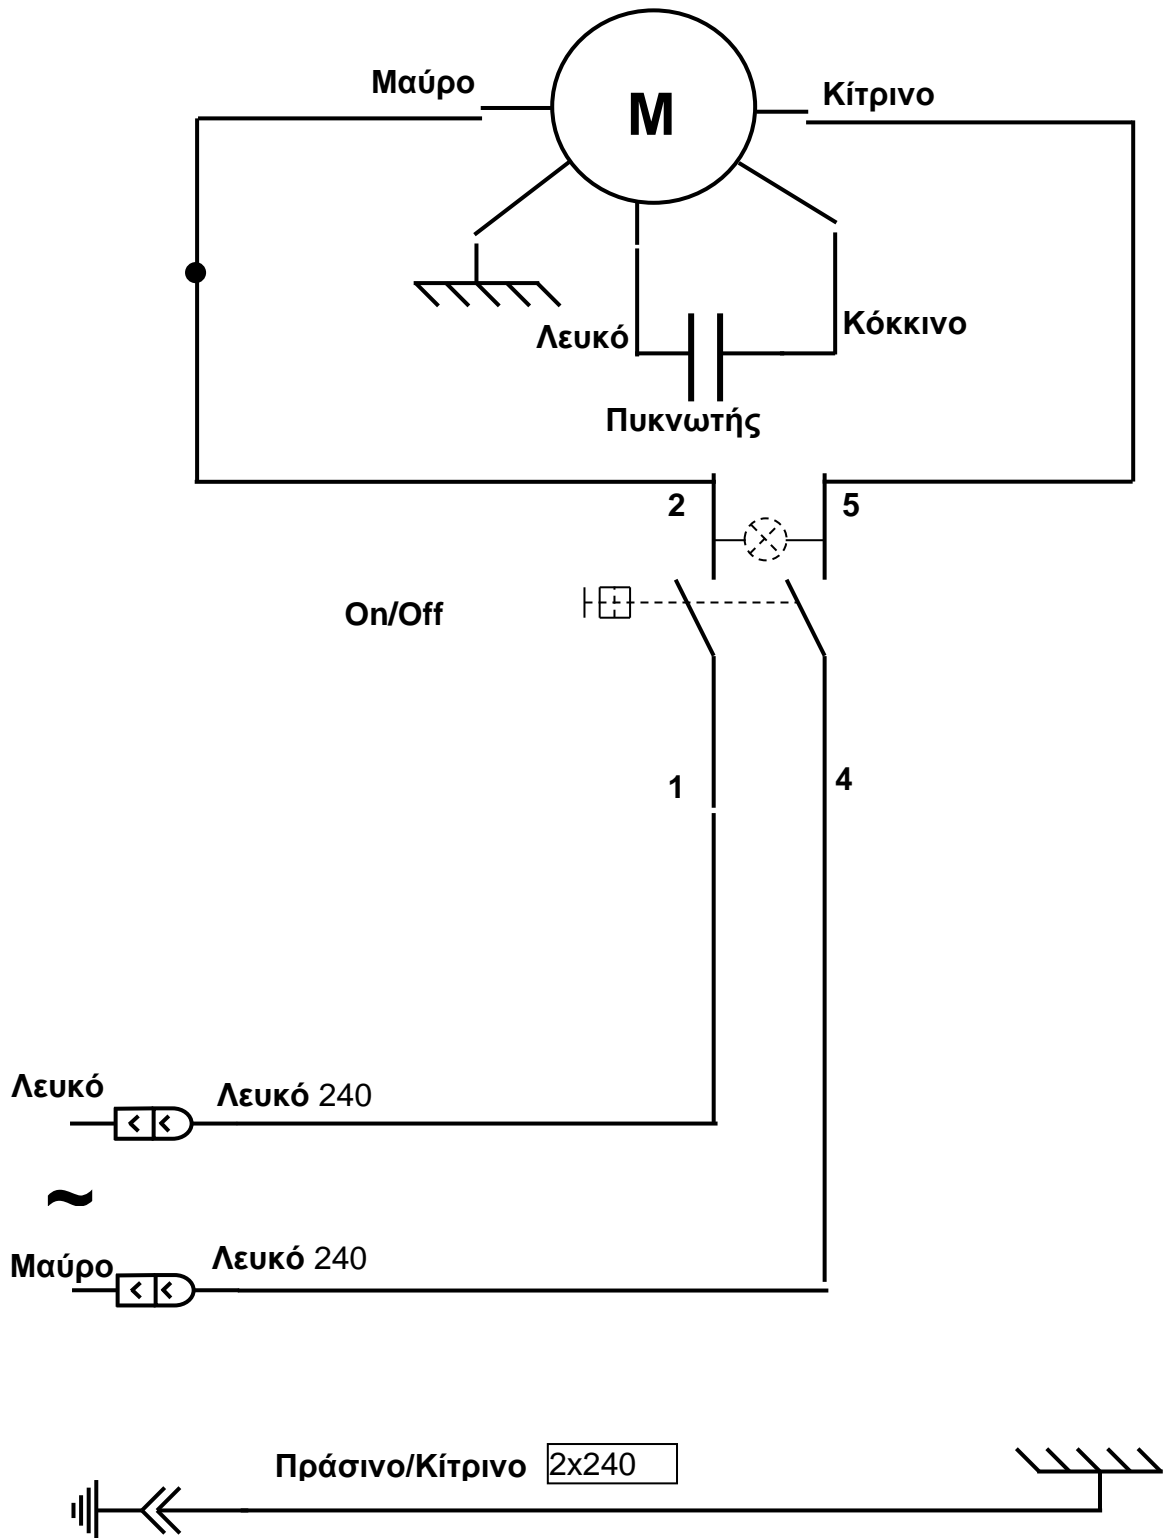 Μαύρο
Κίτρινο
M
Λευκό
Κόκκινο
Πυκνωτής
2
5
On/Off
1
4
Λευκό
Λευκό 240
~
Μαύρο
Λευκό 240
Πράσινο/Κίτρινο 2x240